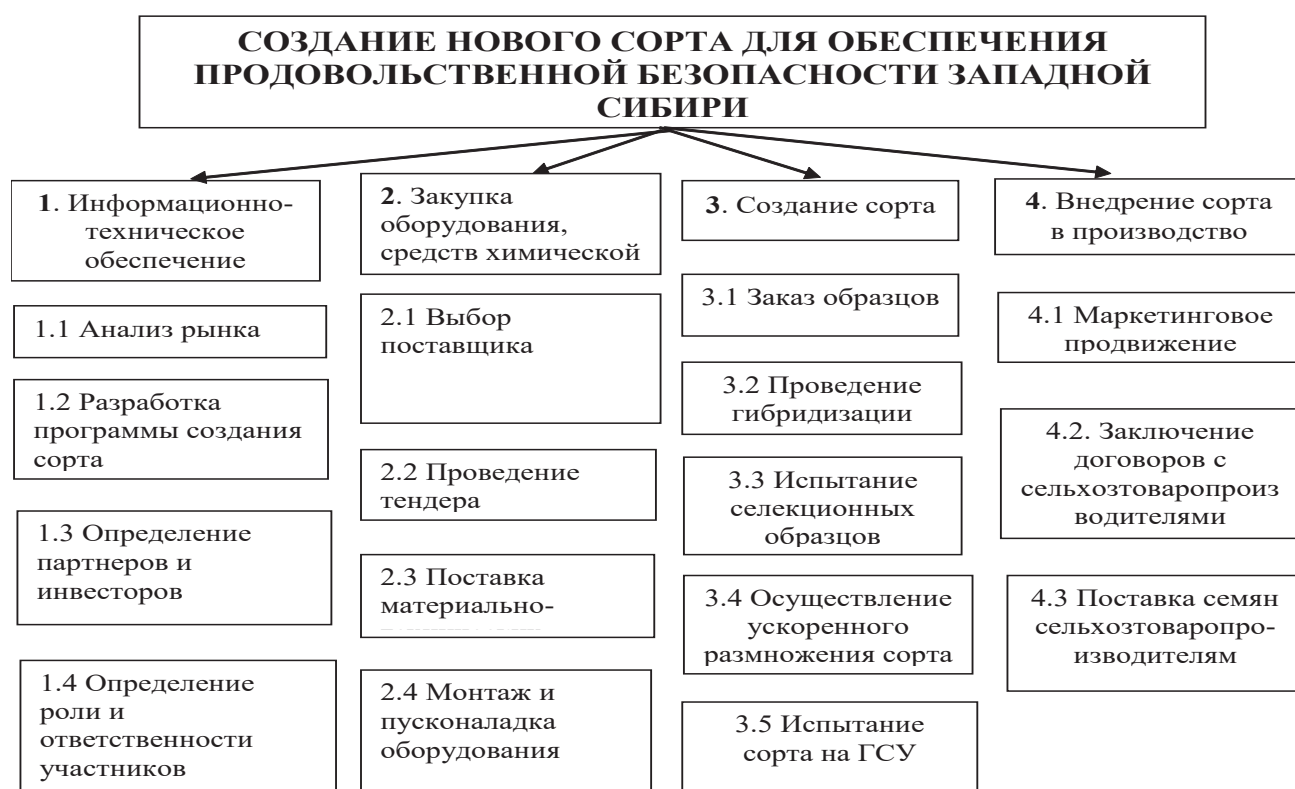 СОЗДАНИЕ НОВОГО СОРТА ДЛЯ ОБЕСПЕЧЕНИЯ
ПРОДОВОЛЬСТВЕННОЙ БЕЗОПАСНОСТИ ЗАПАДНОЙ
СИБИРИ
1. Информационно-
техническое
обеспечение
1.1 Анализ рынка
1.2 Разработка
программы создания
сорта
1.3 Определение
партнеров и
инвесторов
1.4 Определение
роли и
ответственности
участников
2. Закупка
оборудования,
средств химической
2.1 Выбор
поставщика
2.2 Проведение
тендера
2.3 Поставка
материально-
2.4 Монтаж и
пусконаладка
оборудования
3. Создание сорта
3.1 Заказ образцов
3.2 Проведение
гибридизации
3.3 Испытание
селекционных
образцов
3.4 Осуществление
ускоренного
размножения сорта
3.5 Испытание
сорта на ГСУ
4. Внедрение сорта
в производство
4.1 Маркетинговое
продвижение
4.2. Заключение
договоров с
сельхозтоваропроиз
водителями
4.3 Поставка семян
сельхозтоваропро-
изводителям